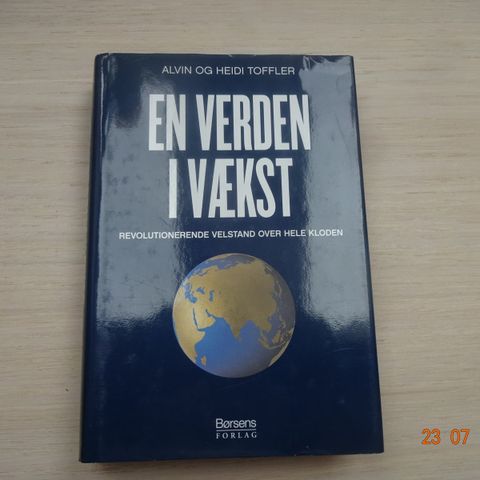 ALVIN OG HEIDI TOFFLER
EN VERDEN
I VÆKST
REVOLUTIONERENDE VELSTAND OVER HELE KLODEN
Børsens
FORLAG
23 07